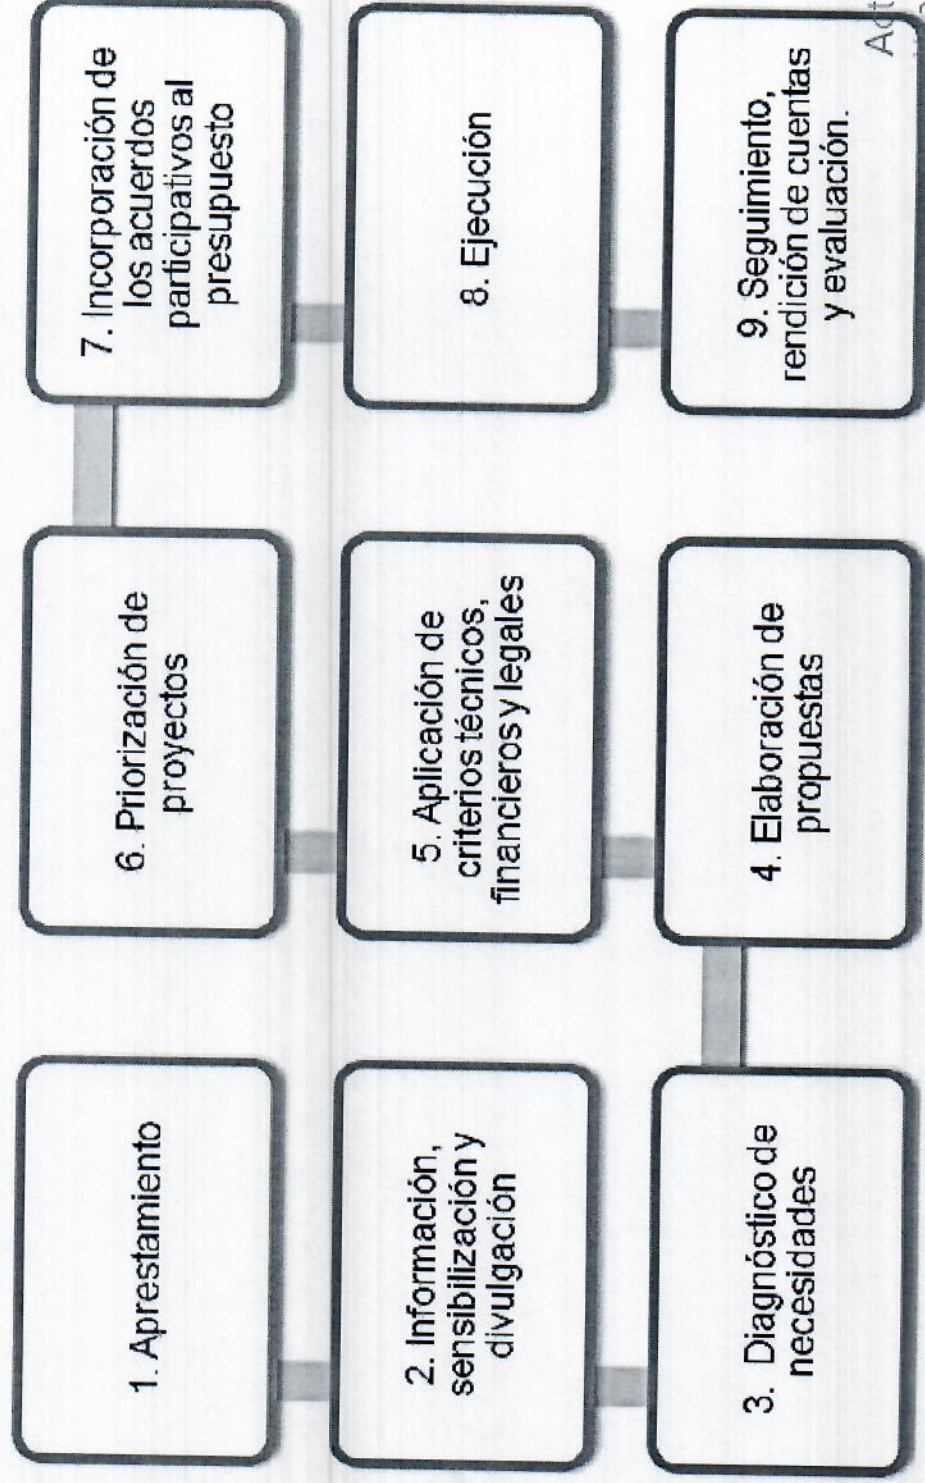 1. Aprestamiento
2. Información,
sensibilización y
divulgación
3. Diagnóstico de
necesidades
4. Elaboración de
propuestas
5. Aplicación de
criterios técnicos,
financieros y legales
6. Priorización de
proyectos
7. Incorporación de
los acuerdos
participativos al
presupuesto
8. Ejecución
9. Seguimiento,
rendición de cuentas
y evaluación.
Act